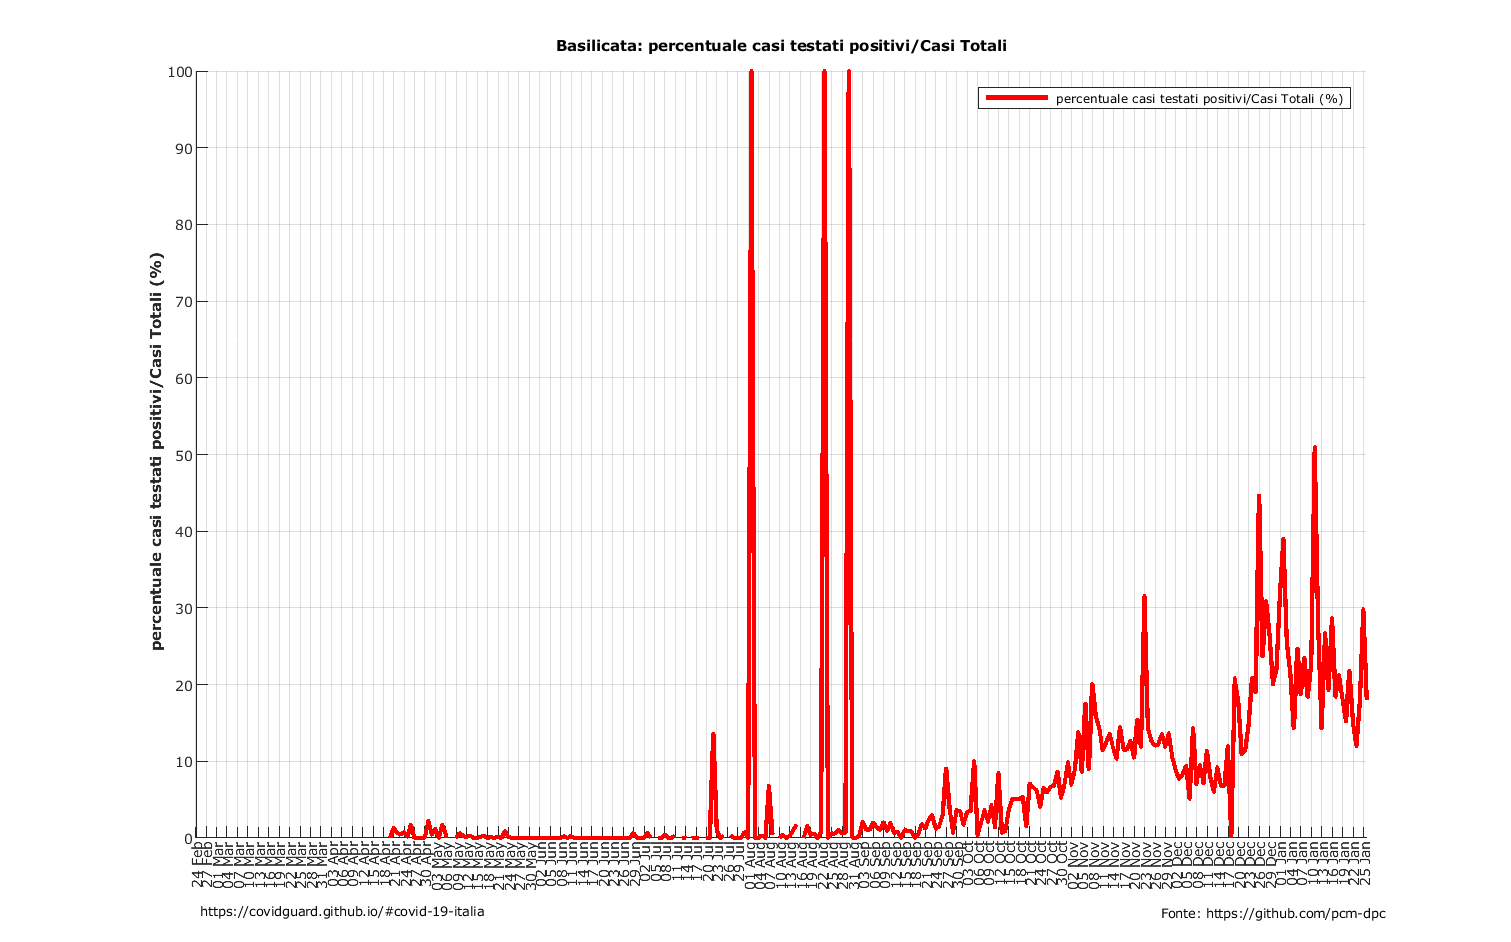 Basilicata: percentuale casi testati positivi/Casi Totali
percentuale casi testati positivi/Casi Totali (%)
percentuale casi testati positivi/Casi Totali (%)
100
90
80
70
60
50
40
30
20
10
0
24 Feb
27 Feb
01 Mar
04 Mar
07 Mar
10 Mar
13 Mar
16 Mar
19 Mar
22 Mar
25 Mar
28 Mar
31 Mar
03 Apr
06 Apr
09 Apr
12 Apr
15 Apr
18 Apr
21 Apr
24 Apr
27 Apr
30 Apr
03 May
06 May
09 May
12 May
15 May
18 May
21 May
24 May
27 May
30 May
02 Jun
05 Jun
08 Jun
11 Jun
14 Jun
17 Jun
20 Jun
23 Jun
26 Jun
29 Jun
02 Jul
05 Jul
08 Jul
11 Jul
14 Jul
17 Jul
20 Jul
23 Jul
26 Jul
29 Jul
01 Aug
04 Aug
07 Aug
10 Aug
13 Aug
16 Aug
19 Aug
22 Aug
25 Aug
28 Aug
31 Aug
03 Sep
06 Sep
09 Sep
12 Sep
15 Sep
18 Sep
21 Sep
24 Sep
27 Sep
30 Sep
03 Oct
06 Oct
09 Oct
12 Oct
15 Oct
18 Oct
21 Oct
24 Oct
27 Oct
30 Oct
02 Nov
05 Nov
08 Nov
11 Nov
14 Nov
17 Nov
20 Nov
23 Nov
26 Nov
29 Nov
02 Dec
05 Dec
08 Dec
11 Dec
14 Dec
17 Dec
20 Dec
23 Dec
26 Dec
29 Dec
01 Jan
04 Jan
07 Jan
10 Jan
13 Jan
16 Jan
19 Jan
22 Jan
25 Jan
https://covidguard.github.io/#covid-19-italia
Fonte: https://github.com/pcm-dpc